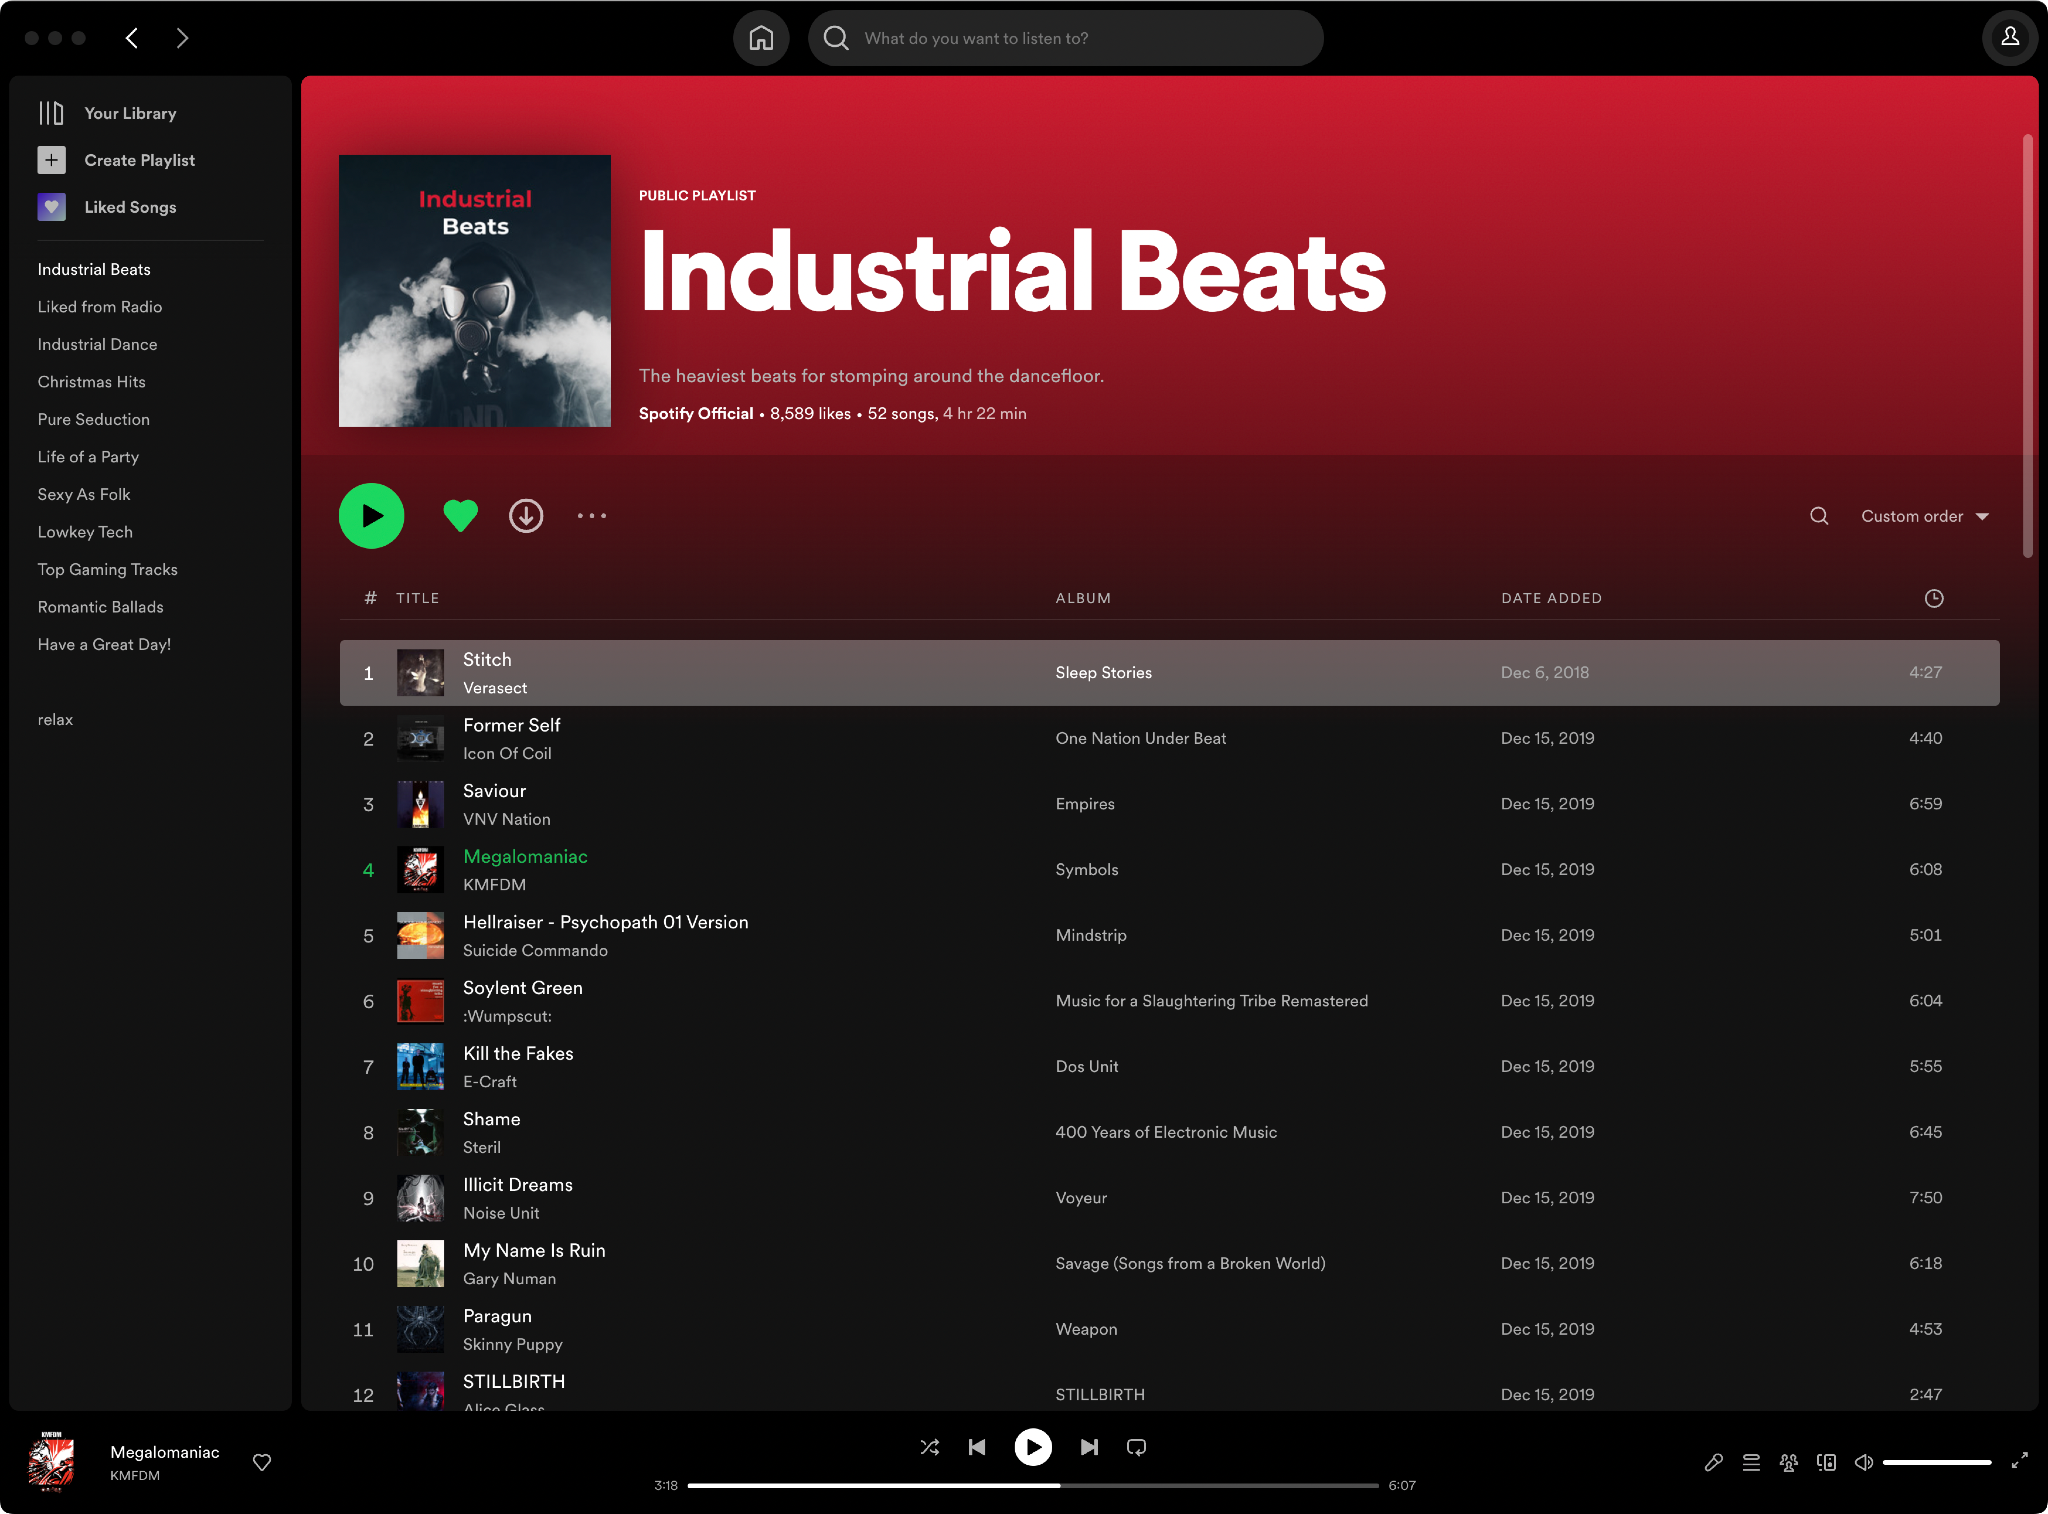 What do you want to listen to?
Your Library
Create Playlist
Liked Songs
Industrial Beats
Liked from Radio
Industrial Dance
Christmas Hits
Pure Seduction
Life of a Party
Sexy As Folk
Lowkey Tech
Top Gaming Tracks
Romantic Ballads
Have a Great Day!
relax
Industrial
Beats
PUBLIC PLAYLIST
Industrial Beats
The heaviest beats for stomping around the dancefloor.
Spotify Official • 8,589 likes • 52 songs, 4 hr 22 min
Custom order
# TITLE ALBUM DATE ADDED
1 Stitch Sleep Stories Dec 6, 2018 4:27
Verasect
2 Former Self One Nation Under Beat Dec 15, 2019 4:40
Icon Of Coil
3 Saviour Empires Dec 15, 2019 6:59
VNV Nation
4 Megalomaniac Symbols Dec 15, 2019 6:08
KMFDM
5 Hellraiser - Psychopath 01 Version Mindstrip Dec 15, 2019 5:01
Suicide Commando
6 Soylent Green Music for a Slaughtering Tribe Remastered Dec 15, 2019 6:04
:Wumpscut:
7 Kill the Fakes Dos Unit Dec 15, 2019 5:55
E-Craft
8 Shame 400 Years of Electronic Music Dec 15, 2019 6:45
Steril
9 Illicit Dreams Voyeur Dec 15, 2019 7:50
Noise Unit
10 My Name Is Ruin Savage (Songs from a Broken World) Dec 15, 2019 6:18
Gary Numan
11 Paragun Weapon Dec 15, 2019 4:53
Skinny Puppy
12 STILLBIRTH STILLBIRTH Dec 15, 2019 2:47
Alice Glass
KMFDM
Megalomaniac
KMFDM
3:18 6:07